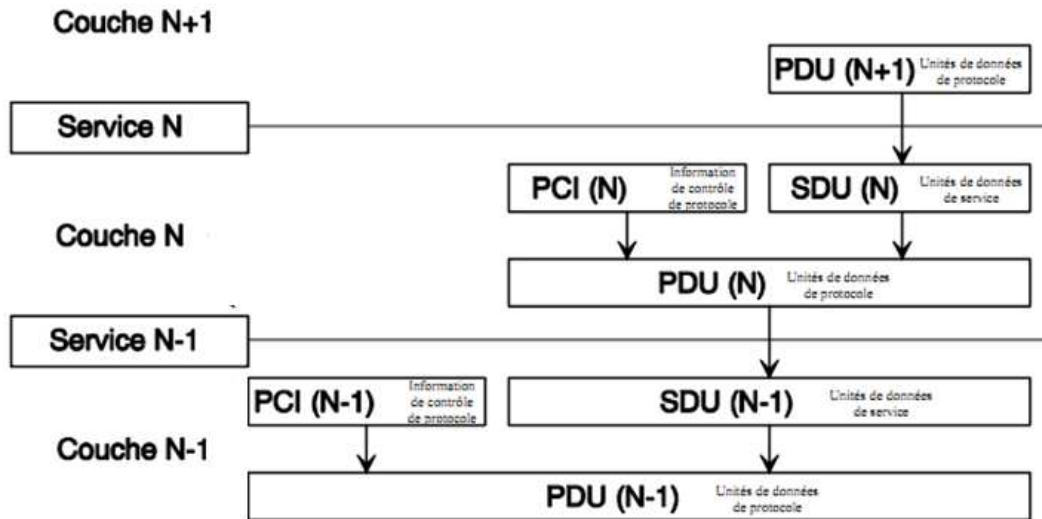 Couche N+1
PDU (N+1) Unités de données
de protocole
Service N
PCI (N) Information
de contrôle
de protocole
SDU (N) Unités de données
de service
Couche N
PDU (N) Unités de données
de protocole
Service N-1
PCI (N-1) Information
de contrôle
de protocole
SDU (N-1) Unités de données
de service
Couche N-1
PDU (N-1) Unités de données
de protocole